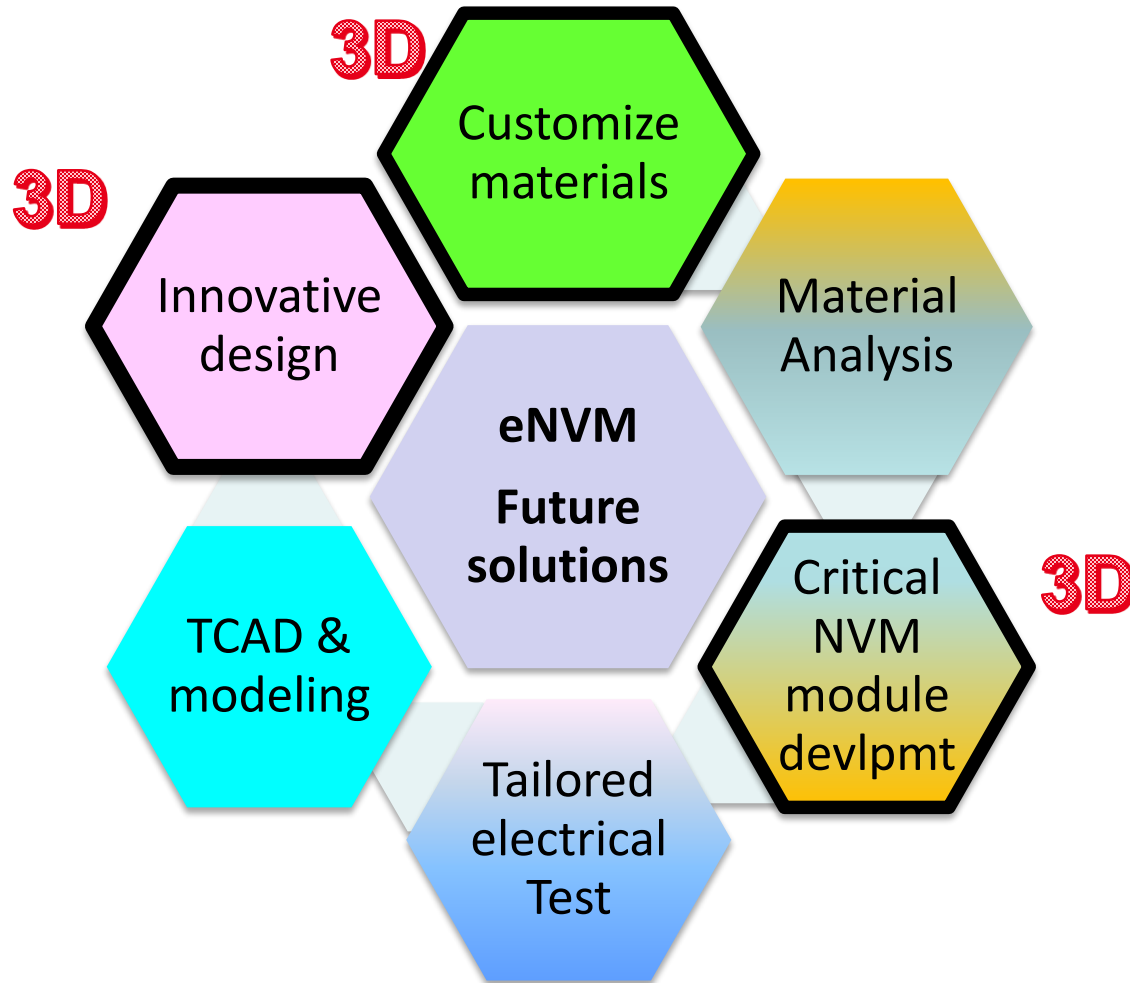 3D
Customize
materials
3D
Innovative
design
Material
Analysis
eNVM
Future
solutions
3D
Critical
NVM
module
devlpmt
TCAD &
modeling
Tailored
electrical
Test